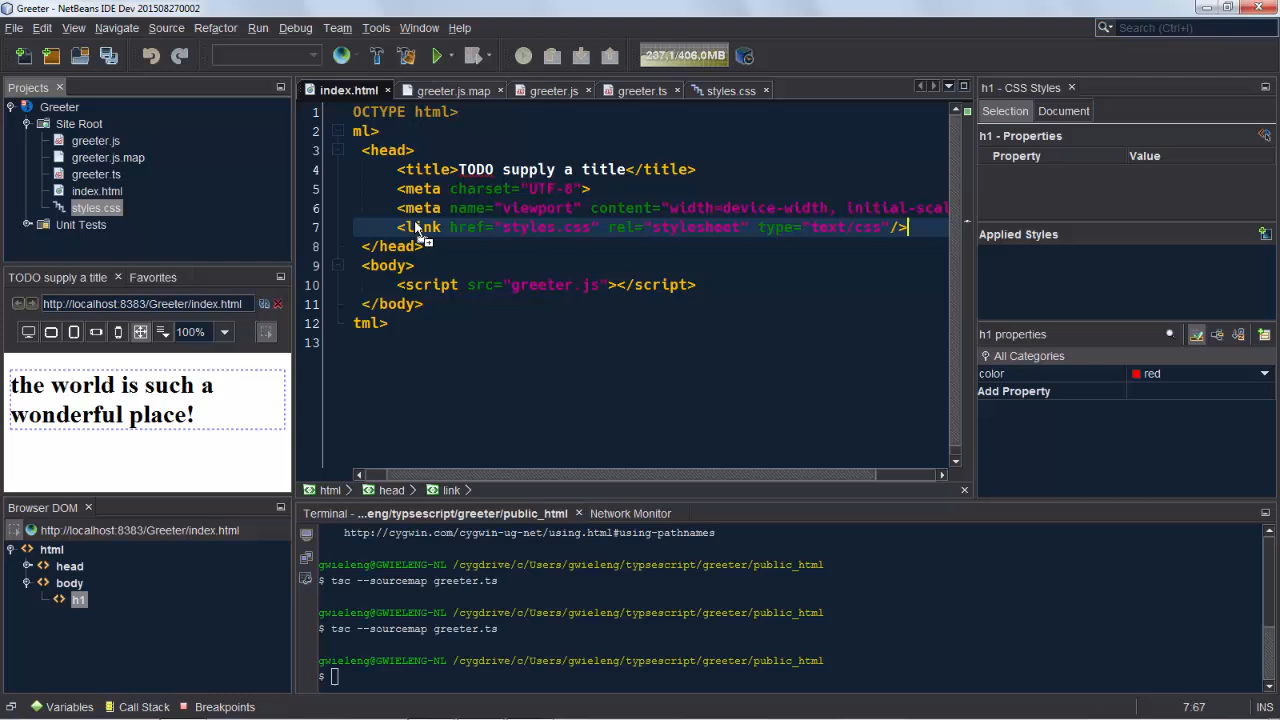 Greeter - NetBeans IDE Dev 201508270002
File Edit View Navigate Source Refactor Run Debug Profile Team Tools Window Help
Search (Ctrl+I)
207,1/406,0MB
Projects
Greeter
Site Root
greeter.js
greeter.js.map
greeter.ts
index.html
styles.css
Unit Tests
index.html greeter.js.map greeter.js greeter.ts styles.css
1 OCTYPE html>
2 ml>
3 <head>
4 <title>TODO supply a title</title>
5 <meta charset="UTF-8">
6 <meta name="viewport" content="width=device-width, initial-scal
7 <link href="styles.css" rel="stylesheet" type="text/css"/>
8 </head>
9 <body>
10 <script src="greeter.js"></script>
11 </body>
12 tml>
13
html head link
h1 - CSS Styles
Selection Document
h1 - Properties
Property Value
Applied Styles
h1 properties
All Categories
color red
Add Property
TODO supply a title Favorites
http://localhost:8383/Greeter/index.html
100%
the world is such a
wonderful place!
Browser DOM
http://localhost:8383/Greeter/index.html
html
head
body
h1
Terminal - ...eng/typsescript/greeter/public_html Network Monitor
http://cygwin.com/cygwin-ug-net/using.html#using-pathnames
gwieleng@GWIELENG-NL /cygdrive/c/Users/gwieleng/typsescript/greeter/public_html
$ tsc --sourcemap greeter.ts
gwieleng@GWIELENG-NL /cygdrive/c/Users/gwieleng/typsescript/greeter/public_html
$ tsc --sourcemap greeter.ts
gwieleng@GWIELENG-NL /cygdrive/c/Users/gwieleng/typsescript/greeter/public_html
$
Variables Call Stack Breakpoints
7:67 INS